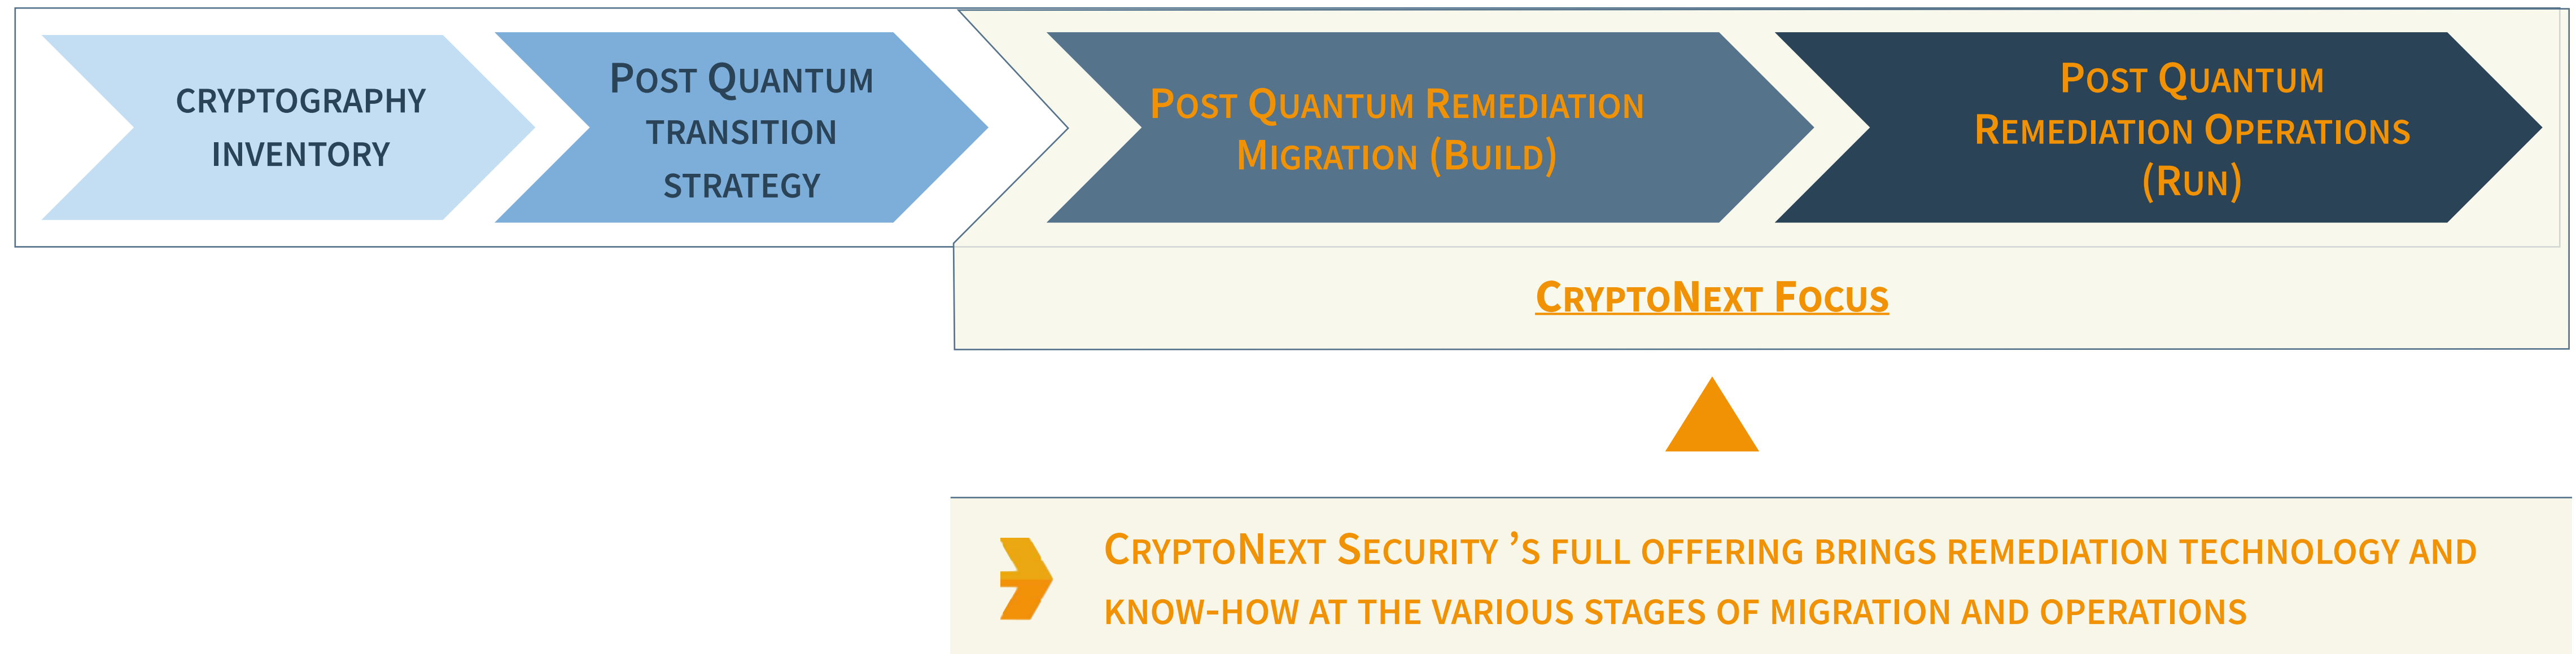 CRYPTOGRAPHY
INVENTORY
POST QUANTUM
TRANSITION
STRATEGY
POST QUANTUM REMEDIATION
MIGRATION (BUILD)
POST QUANTUM
REMEDIATION OPERATIONS
(RUN)
CRYPTONEXT FOCUS
CRYPTONEXT SECURITY ’S FULL OFFERING BRINGS REMEDIATION TECHNOLOGY AND
KNOW-HOW AT THE VARIOUS STAGES OF MIGRATION AND OPERATIONS